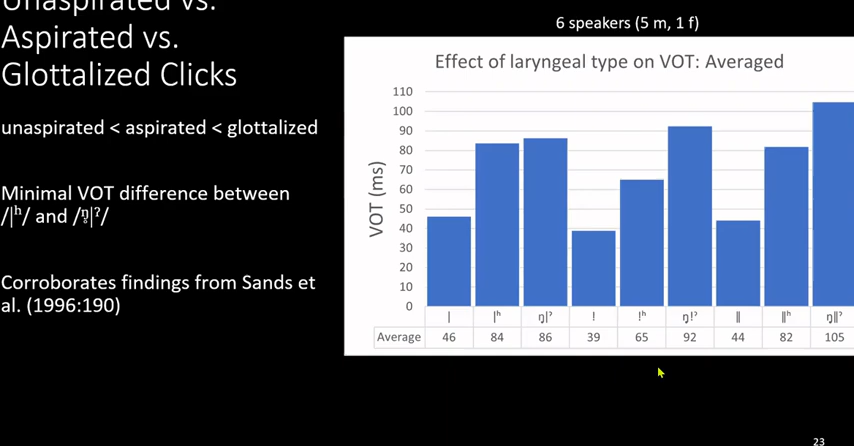 Unaspirated vs.
Aspirated vs.
Glottalized Clicks
unaspirated < aspirated < glottalized
Minimal VOT difference between
/|ʰ/ and /ŋ̊|ˀ/
Corroborates findings from Sands et
al. (1996:190)
6 speakers (5 m, 1 f)
Effect of laryngeal type on VOT: Averaged
VOT (ms)
110
100
90
80
70
60
50
40
30
20
10
0
| |ʰ ŋ̊|ˀ ! !ʰ ŋ̊!ˀ ‖ ‖ʰ ŋ̊‖ˀ
Average 46 84 86 39 65 92 44 82 105
23